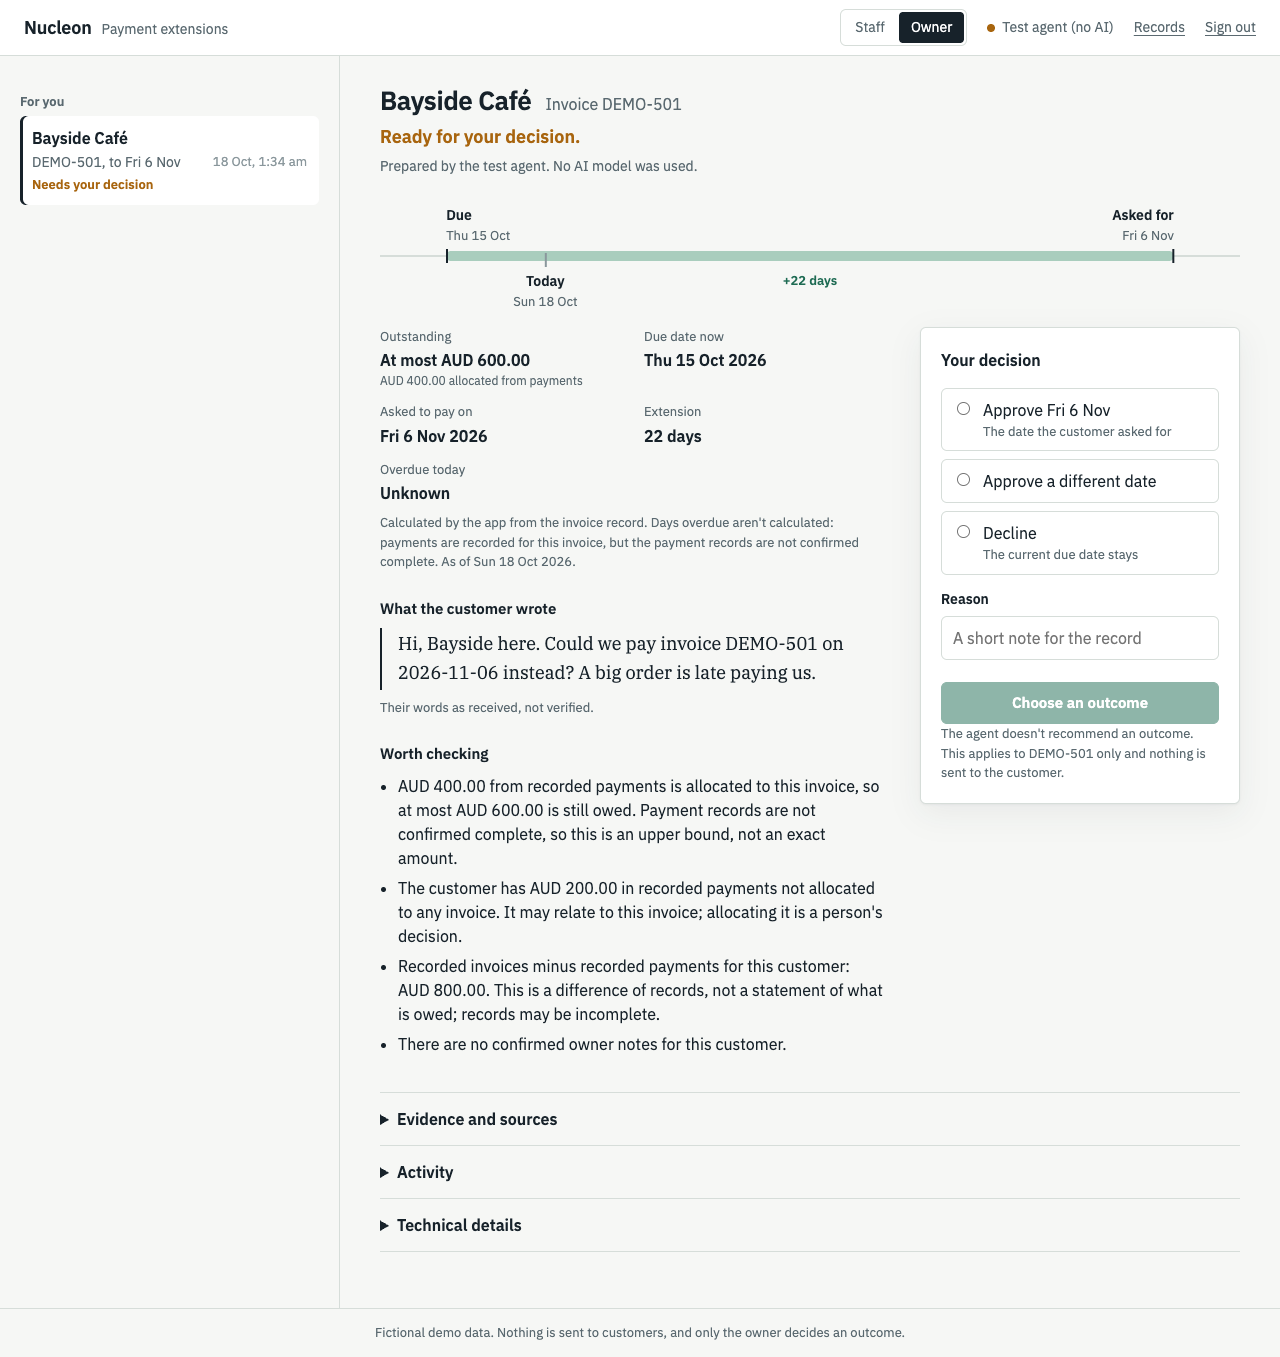 Nucleon Payment extensions
Staff Owner Test agent (no AI) Records Sign out
For you
Bayside Café
DEMO-501, to Fri 6 Nov 18 Oct, 1:34 am
Needs your decision
Bayside Café Invoice DEMO-501
Ready for your decision.
Prepared by the test agent. No AI model was used.
Due Asked for
Thu 15 Oct Fri 6 Nov
Today +22 days
Sun 18 Oct
Outstanding Due date now
At most AUD 600.00 Thu 15 Oct 2026
AUD 400.00 allocated from payments
Asked to pay on Extension
Fri 6 Nov 2026 22 days
Overdue today
Unknown
Calculated by the app from the invoice record. Days overdue aren't calculated:
payments are recorded for this invoice, but the payment records are not confirmed
complete. As of Sun 18 Oct 2026.
What the customer wrote
Hi, Bayside here. Could we pay invoice DEMO-501 on
2026-11-06 instead? A big order is late paying us.
Their words as received, not verified.
Worth checking
• AUD 400.00 from recorded payments is allocated to this invoice, so
at most AUD 600.00 is still owed. Payment records are not
confirmed complete, so this is an upper bound, not an exact
amount.
• The customer has AUD 200.00 in recorded payments not allocated
to any invoice. It may relate to this invoice; allocating it is a person's
decision.
• Recorded invoices minus recorded payments for this customer:
AUD 800.00. This is a difference of records, not a statement of what
is owed; records may be incomplete.
• There are no confirmed owner notes for this customer.
Your decision
Approve Fri 6 Nov
The date the customer asked for
Approve a different date
Decline
The current due date stays
Reason
A short note for the record
Choose an outcome
The agent doesn't recommend an outcome.
This applies to DEMO-501 only and nothing is
sent to the customer.
Evidence and sources
Activity
Technical details
Fictional demo data. Nothing is sent to customers, and only the owner decides an outcome.